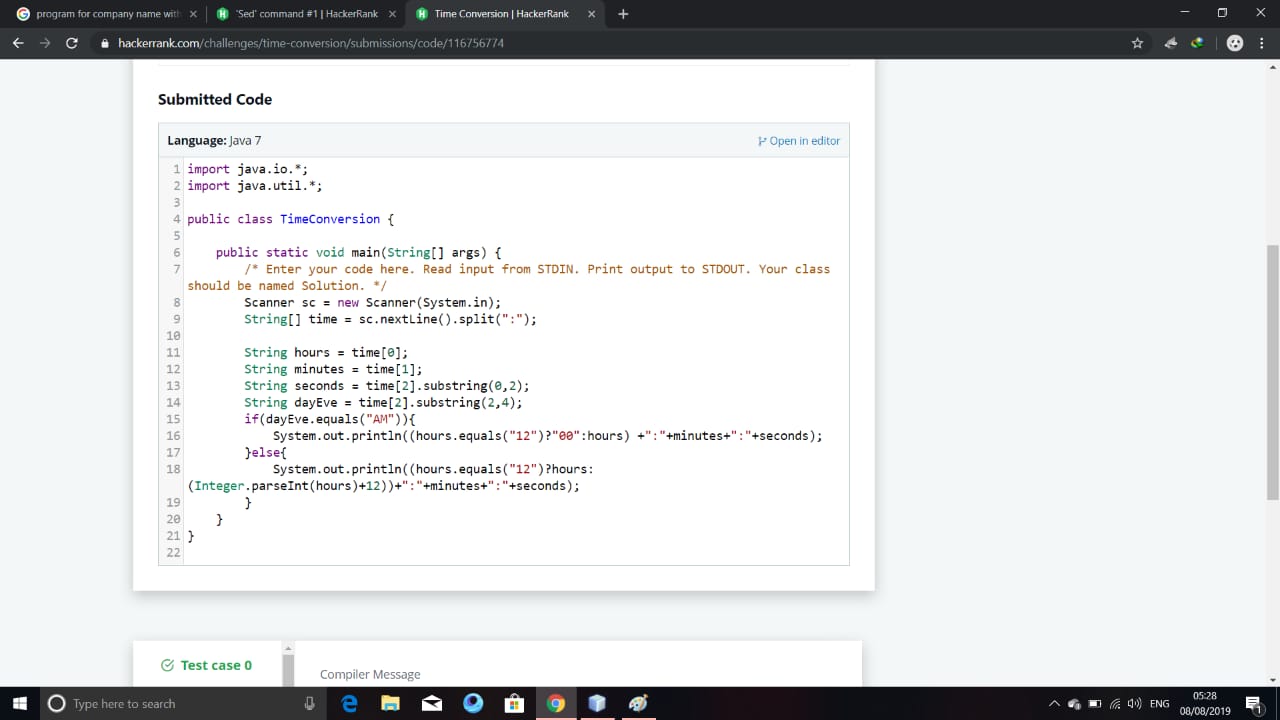 program for company name with
'Sed' command #1 | HackerRank
Time Conversion | HackerRank
hackerrank.com/challenges/time-conversion/submissions/code/116756774
Submitted Code
Language: Java 7
Open in editor
1 import java.io.*;
2 import java.util.*;
3
4 public class TimeConversion {
5
6     public static void main(String[] args) {
7         /* Enter your code here. Read input from STDIN. Print output to STDOUT. Your class
should be named Solution. */
8         Scanner sc = new Scanner(System.in);
9         String[] time = sc.nextLine().split(":");
10
11         String hours = time[0];
12         String minutes = time[1];
13         String seconds = time[2].substring(0,2);
14         String dayEve = time[2].substring(2,4);
15         if(dayEve.equals("AM")){
16             System.out.println((hours.equals("12")?"00":hours) +":"+minutes+":"+seconds);
17         }else{
18             System.out.println((hours.equals("12")?hours:
(Integer.parseInt(hours)+12))+":"+minutes+":"+seconds);
19         }
20     }
21 }
22
Test case 0
Compiler Message
Type here to search
ENG
05:28
08/08/2019
1